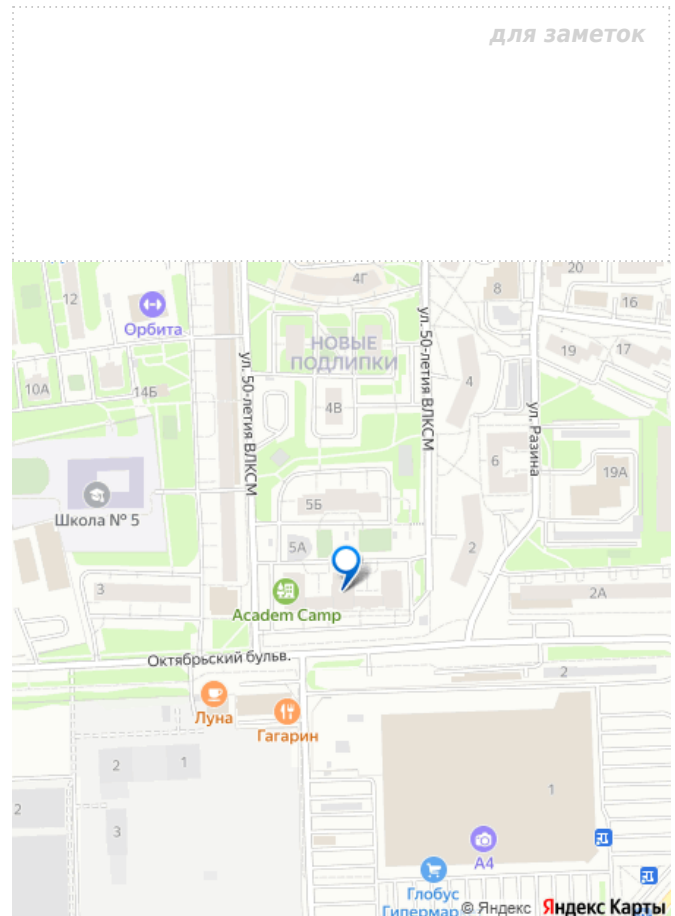 для заметок
4Г
20
12
8
16
Орбита
ул. 50-летия ВЛКСМ
НОВЫЕ
ПОДЛИПКИ
19
17
10А
14Б
ул. 50-летия ВЛКСМ
4
4В
ул. Разина
6
19А
Школа № 5
5Б
5А
2
3
2А
Academ Camp
Октябрьский бульв.
2
Луна
Гагарин
2
1
1
2
3
А4
Глобус
Гипермар
© Яндекс Яндекс Карты